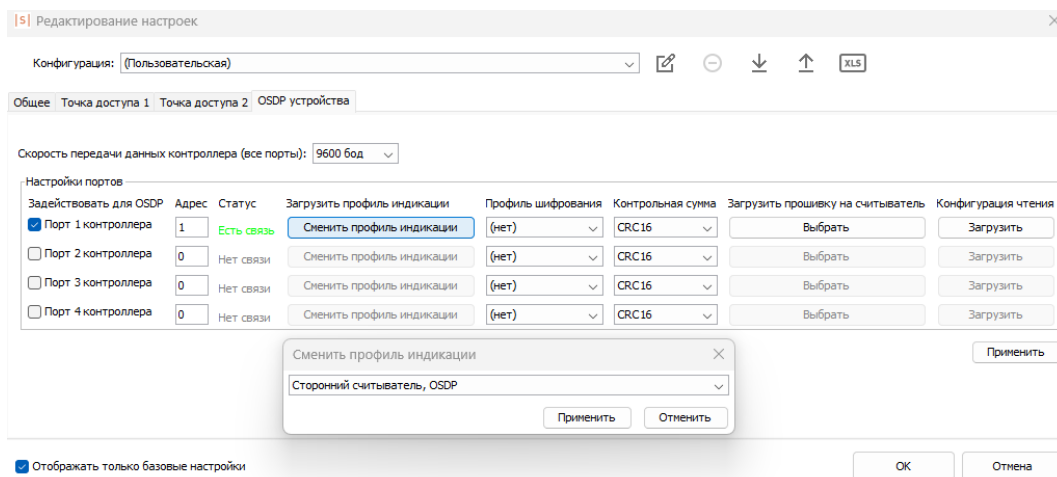 |S| Редактирование настроек
Конфигурация: (Пользовательская) XLS
Общее Точка доступа 1 Точка доступа 2 OSDP устройства
Скорость передачи данных контроллера (все порты): 9600 бод
Настройки портов
Задействовать для OSDP Адрес Статус Загрузить профиль индикации Профиль шифрования Контрольная сумма Загрузить прошивку на считыватель Конфигурация чтения
Порт 1 контроллера 1 Есть связь Сменить профиль индикации (нет) CRC16 Выбрать Загрузить
Порт 2 контроллера 0 Нет связи Сменить профиль индикации (нет) CRC16 Выбрать Загрузить
Порт 3 контроллера 0 Нет связи Сменить профиль индикации (нет) CRC16 Выбрать Загрузить
Порт 4 контроллера 0 Нет связи Сменить профиль индикации (нет) CRC16 Выбрать Загрузить
Применить
Сменить профиль индикации
Сторонний считыватель, OSDP
Применить Отменить
Отображать только базовые настройки OK Отмена